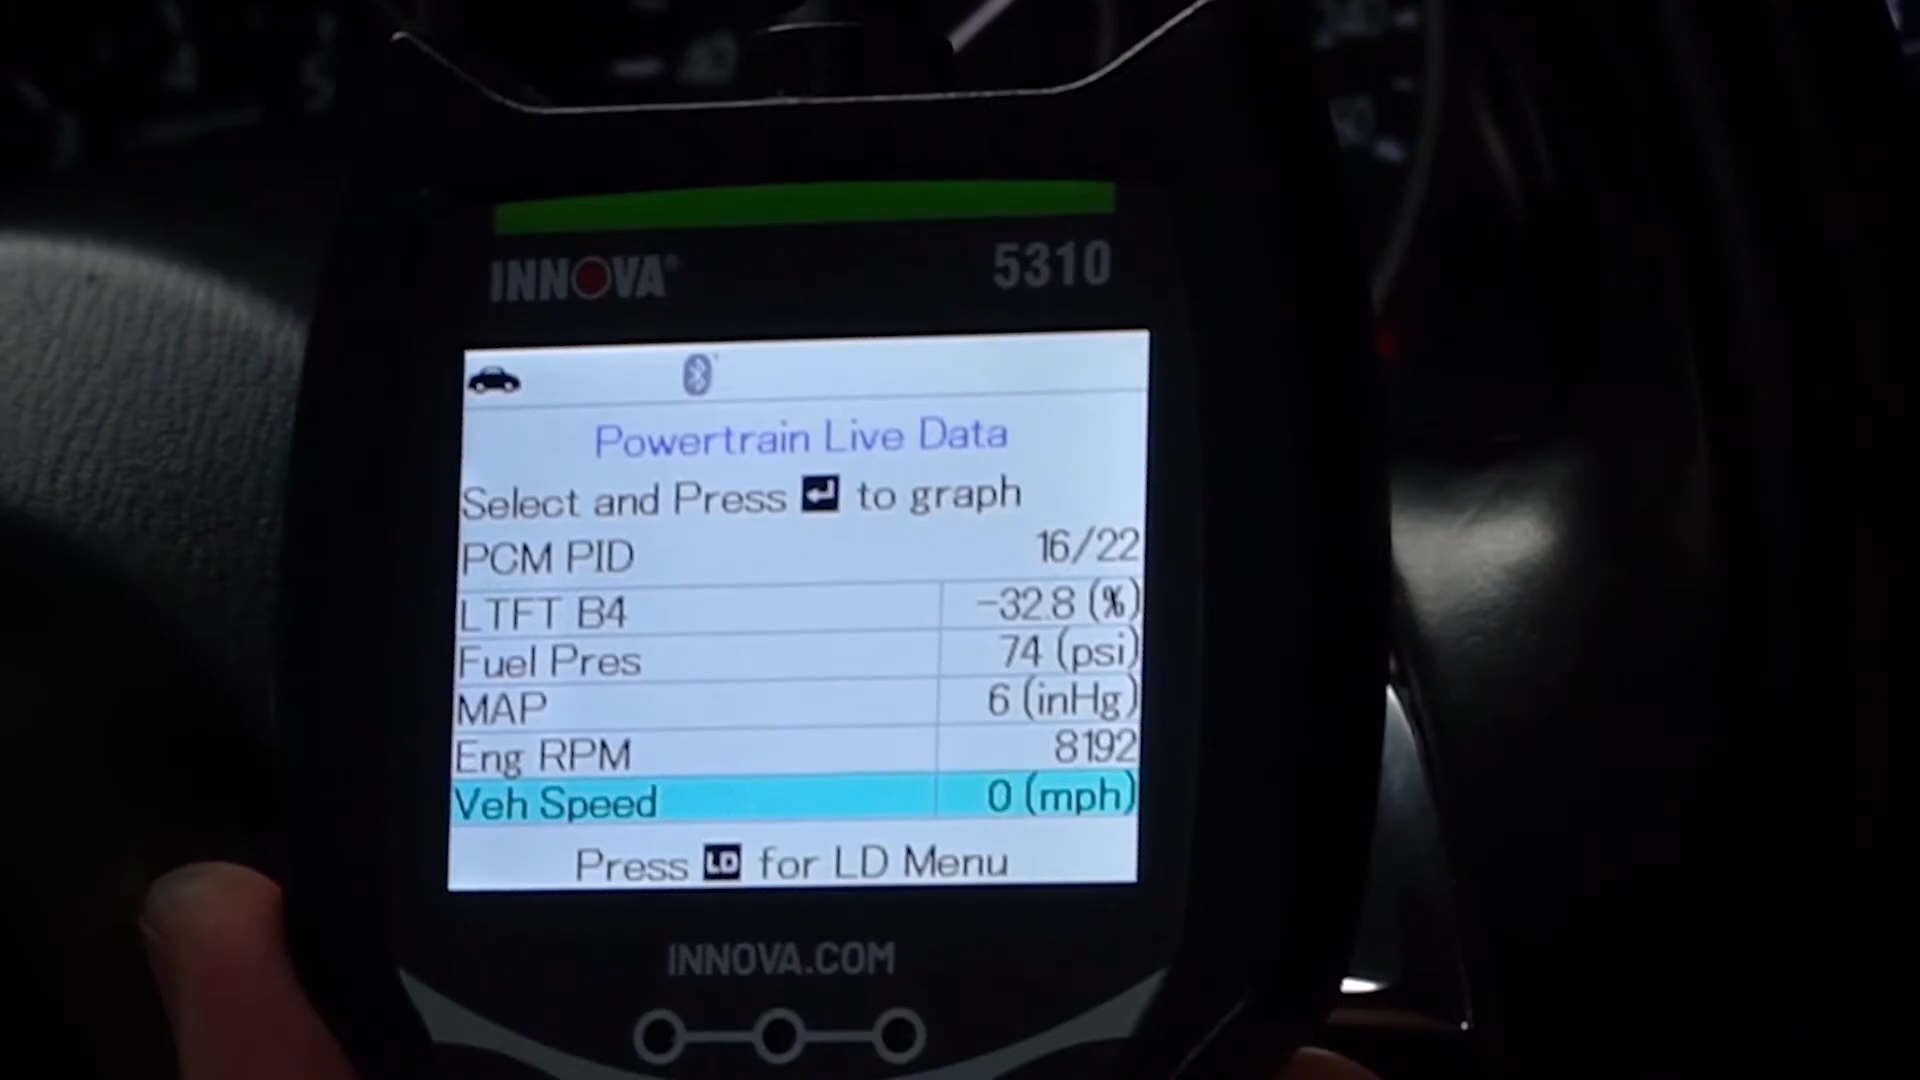 INNOVA®
5310
Powertrain Live Data
Select and Press to graph
PCM PID 16/22
LTFT B4 -32.8 (%)
Fuel Pres 74 (psi)
MAP 6 (inHg)
Eng RPM 8192
Veh Speed 0 (mph)
Press LD for LD Menu
INNOVA.COM